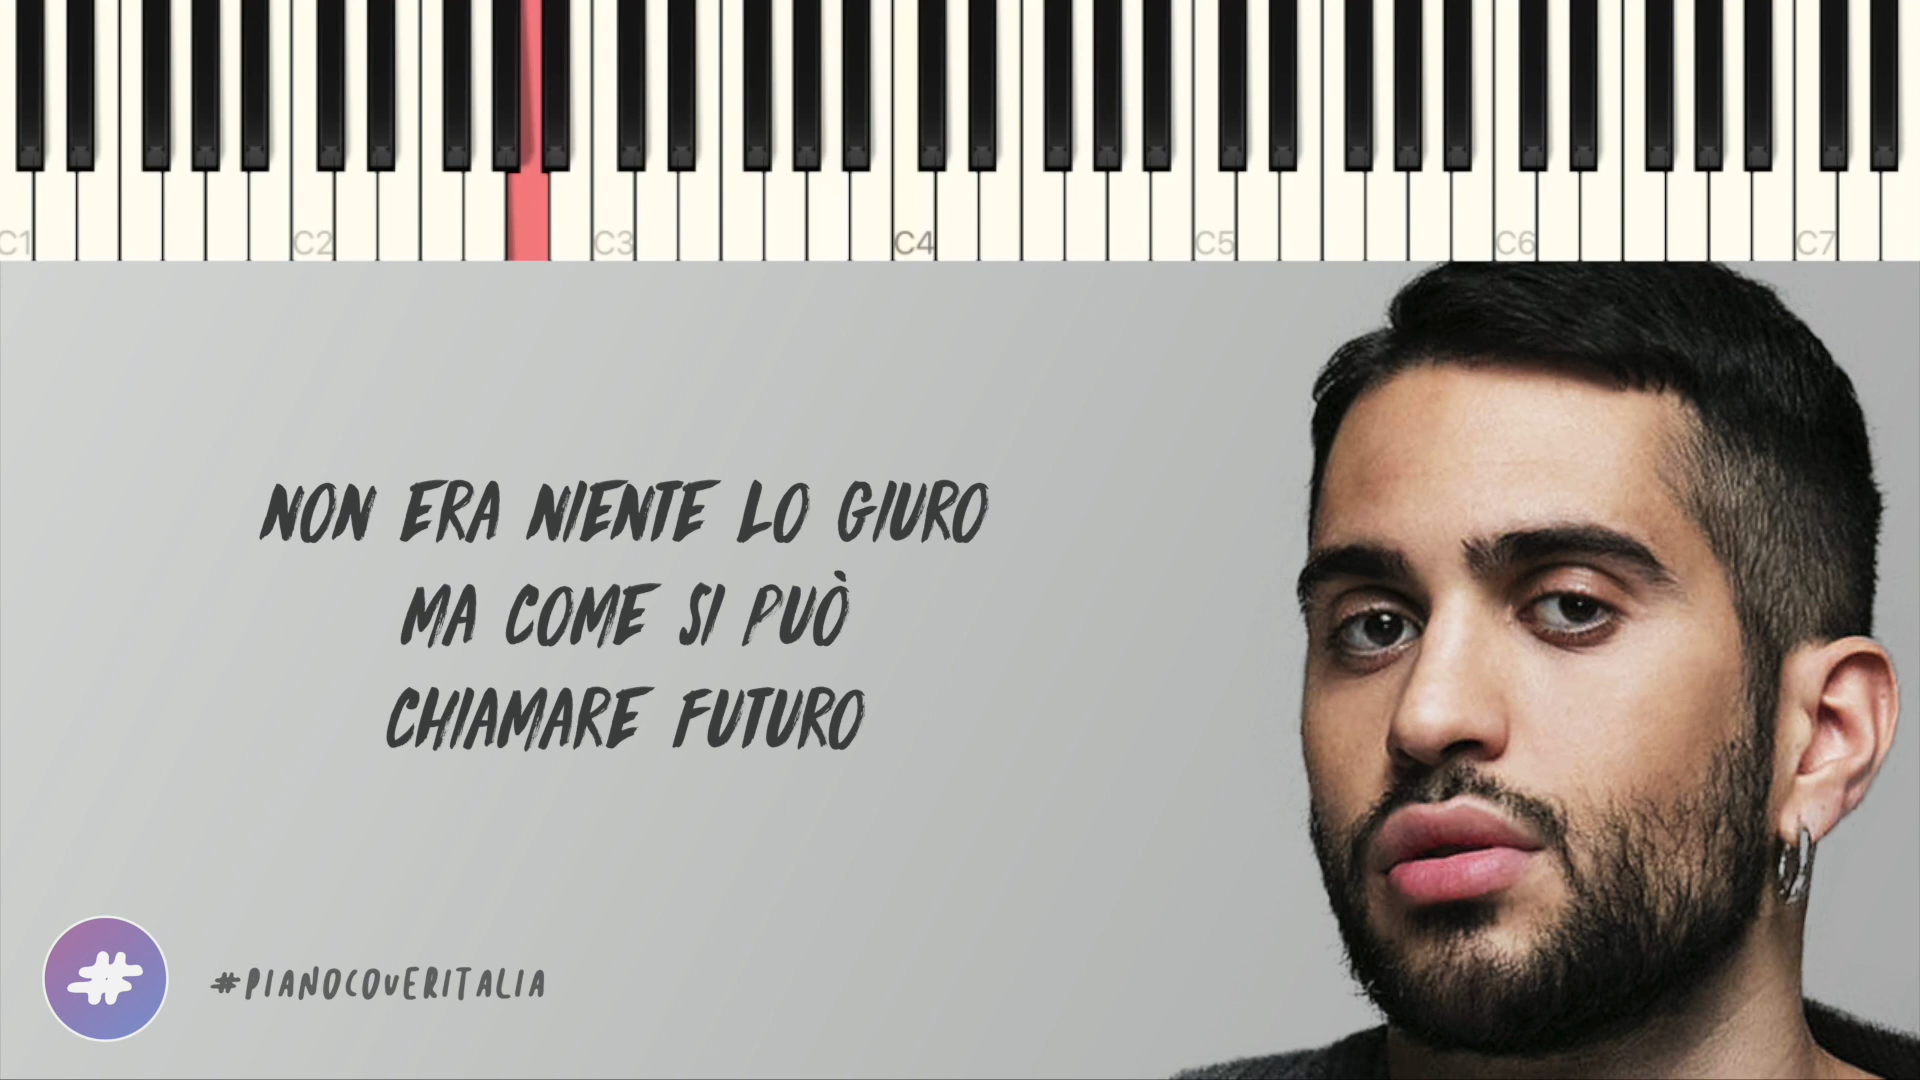 C1 C2 C3 C4 C5 C6 C7
NON ERA NIENTE LO GIURO
MA COME SI PUÒ
CHIAMARE FUTURO
#
#PIANOCOVERITALIA